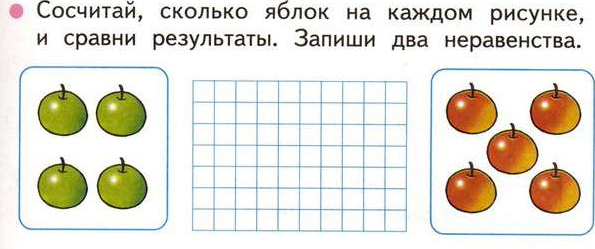 Сосчитай, сколько яблок на каждом рисунке,
и сравни результаты. Запиши два неравенства.